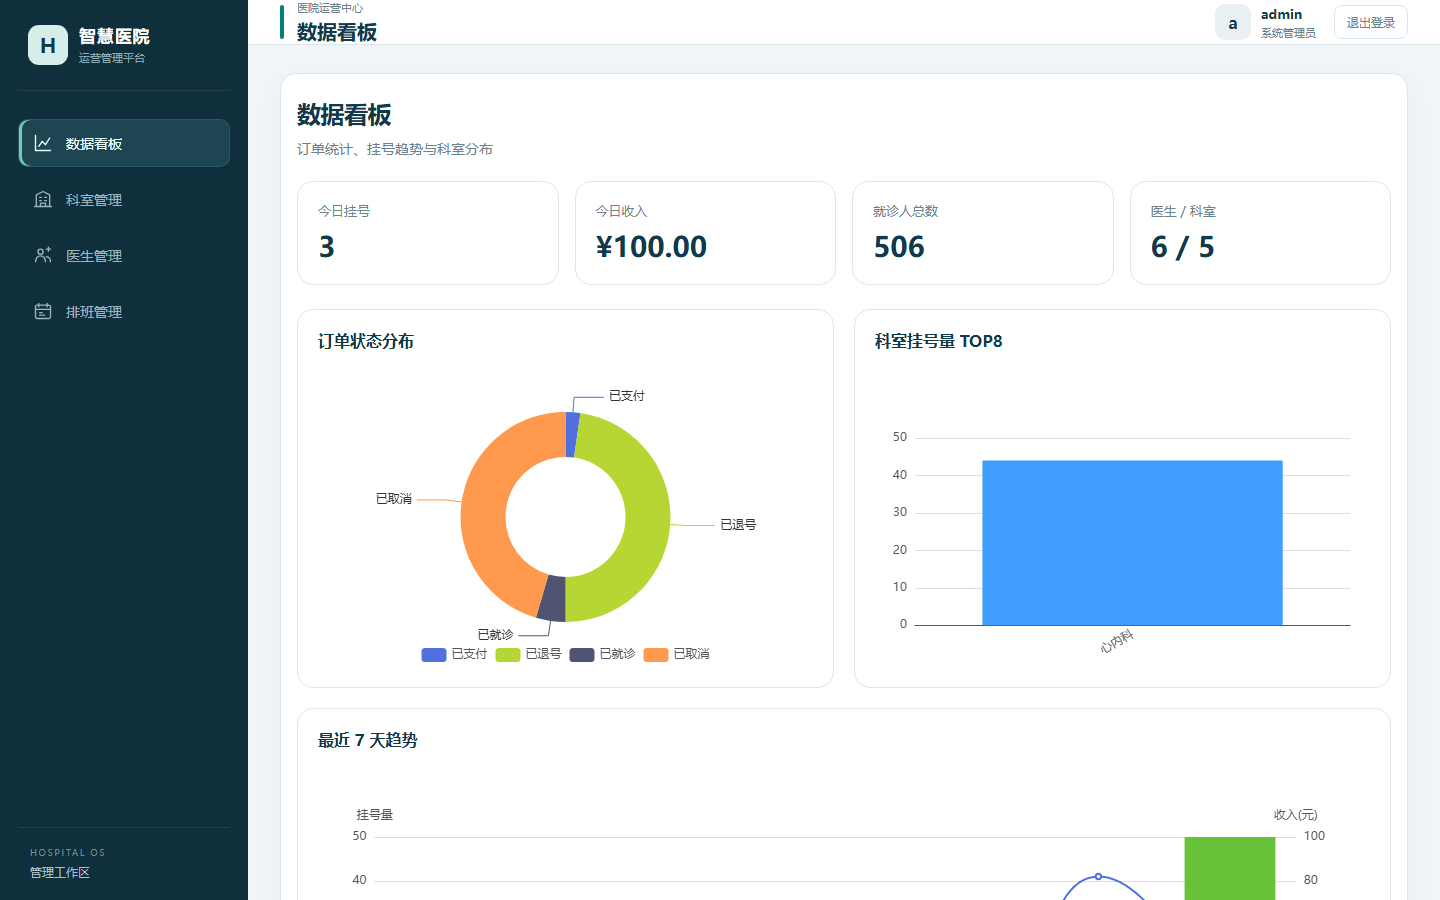 H
智慧医院
运营管理平台
数据看板
科室管理
医生管理
排班管理
HOSPITAL OS
管理工作区
医院运营中心
数据看板
a
admin
系统管理员
退出登录
数据看板
订单统计、挂号趋势与科室分布
今日挂号
3
今日收入
¥100.00
就诊人总数
506
医生 / 科室
6 / 5
订单状态分布
已支付
已取消
已退号
已就诊
已支付 已退号 已就诊 已取消
科室挂号量 TOP8
50
40
30
20
10
0
心内科
最近 7 天趋势
挂号量
收入(元)
50
100
40
80